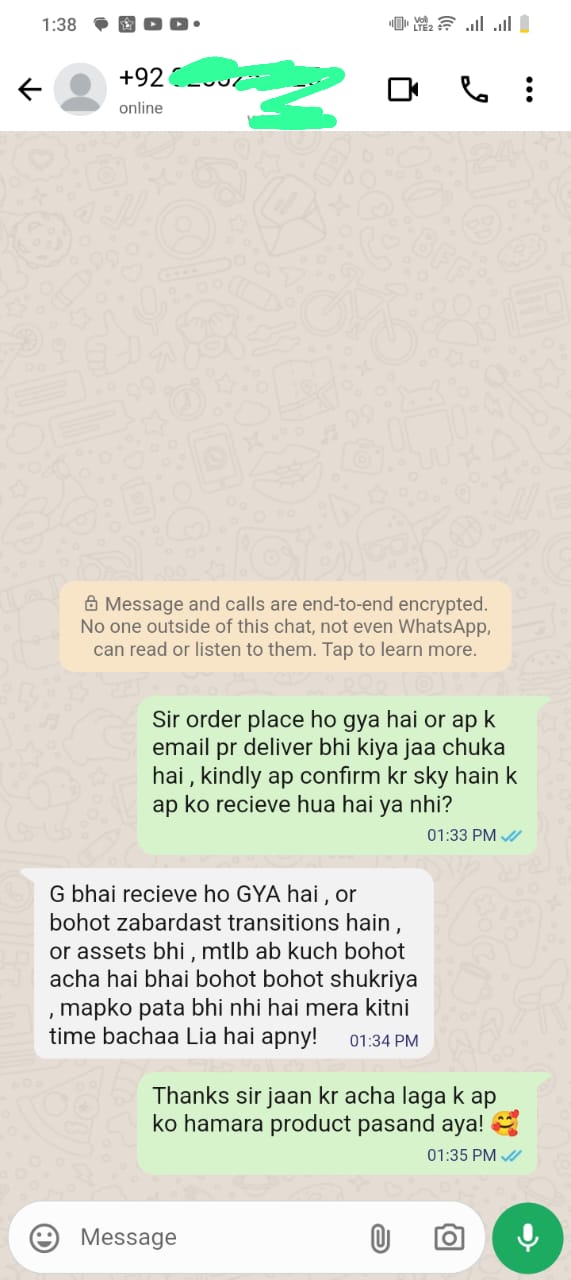 1:38
Vo)
LTE2
+92
online
Message and calls are end-to-end encrypted.
No one outside of this chat, not even WhatsApp,
can read or listen to them. Tap to learn more.
Sir order place ho gya hai or ap k
email pr deliver bhi kiya jaa chuka
hai , kindly ap confirm kr sky hain k
ap ko recieve hua hai ya nhi?
01:33 PM
G bhai recieve ho GYA hai , or
bohot zabardast transitions hain ,
or assets bhi , mtlb ab kuch bohot
acha hai bhai bohot bohot shukriya
, mapko pata bhi nhi hai mera kitni
time bachaa Lia hai apny!
01:34 PM
Thanks sir jaan kr acha laga k ap
ko hamara product pasand aya! 🥰
01:35 PM
Message